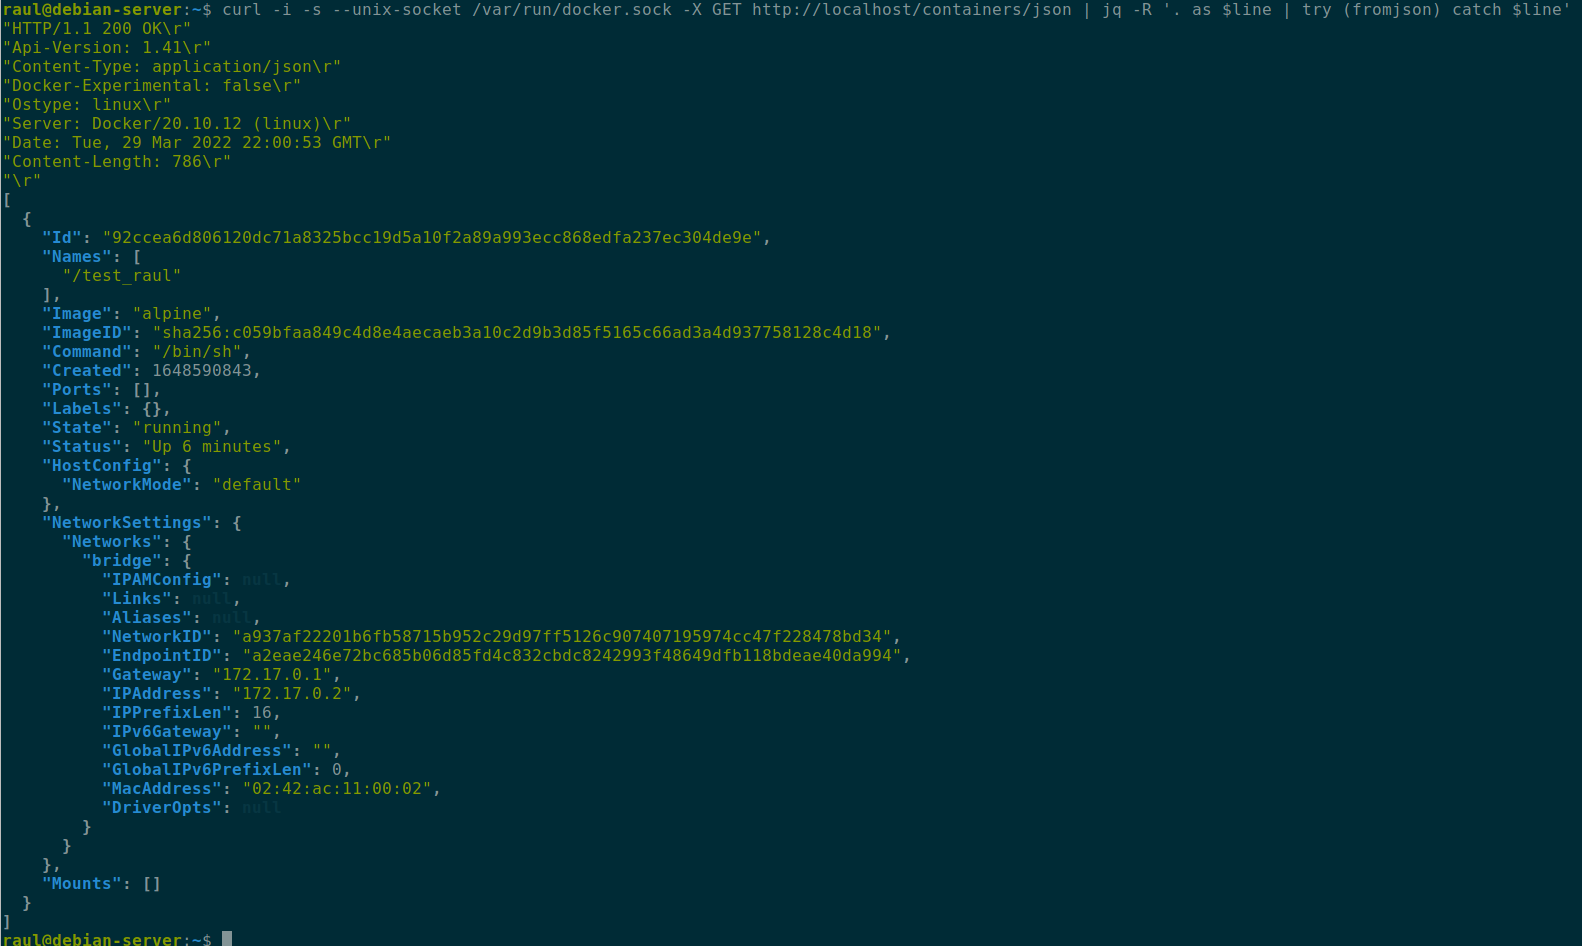 raul@debian-server:~$ curl -i -s --unix-socket /var/run/docker.sock -X GET http://localhost/containers/json | jq -R '. as $line | try (fromjson) catch $line'
"HTTP/1.1 200 OK\r"
"Api-Version: 1.41\r"
"Content-Type: application/json\r"
"Docker-Experimental: false\r"
"Ostype: linux\r"
"Server: Docker/20.10.12 (linux)\r"
"Date: Tue, 29 Mar 2022 22:00:53 GMT\r"
"Content-Length: 786\r"
"\r"
[
  {
    "Id": "92ccea6d806120dc71a8325bcc19d5a10f2a89a993ecc868edfa237ec304de9e",
    "Names": [
      "/test_raul"
    ],
    "Image": "alpine",
    "ImageID": "sha256:c059bfaa849c4d8e4aecaeb3a10c2d9b3d85f5165c66ad3a4d937758128c4d18",
    "Command": "/bin/sh",
    "Created": 1648590843,
    "Ports": [],
    "Labels": {},
    "State": "running",
    "Status": "Up 6 minutes",
    "HostConfig": {
      "NetworkMode": "default"
    },
    "NetworkSettings": {
      "Networks": {
        "bridge": {
          "IPAMConfig": null,
          "Links": null,
          "Aliases": null,
          "NetworkID": "a937af22201b6fb58715b952c29d97ff5126c907407195974cc47f228478bd34",
          "EndpointID": "a2eae246e72bc685b06d85fd4c832cbdc8242993f48649dfb118bdeae40da994",
          "Gateway": "172.17.0.1",
          "IPAddress": "172.17.0.2",
          "IPPrefixLen": 16,
          "IPv6Gateway": "",
          "GlobalIPv6Address": "",
          "GlobalIPv6PrefixLen": 0,
          "MacAddress": "02:42:ac:11:00:02",
          "DriverOpts": null
        }
      }
    },
    "Mounts": []
  }
]
raul@debian-server:~$